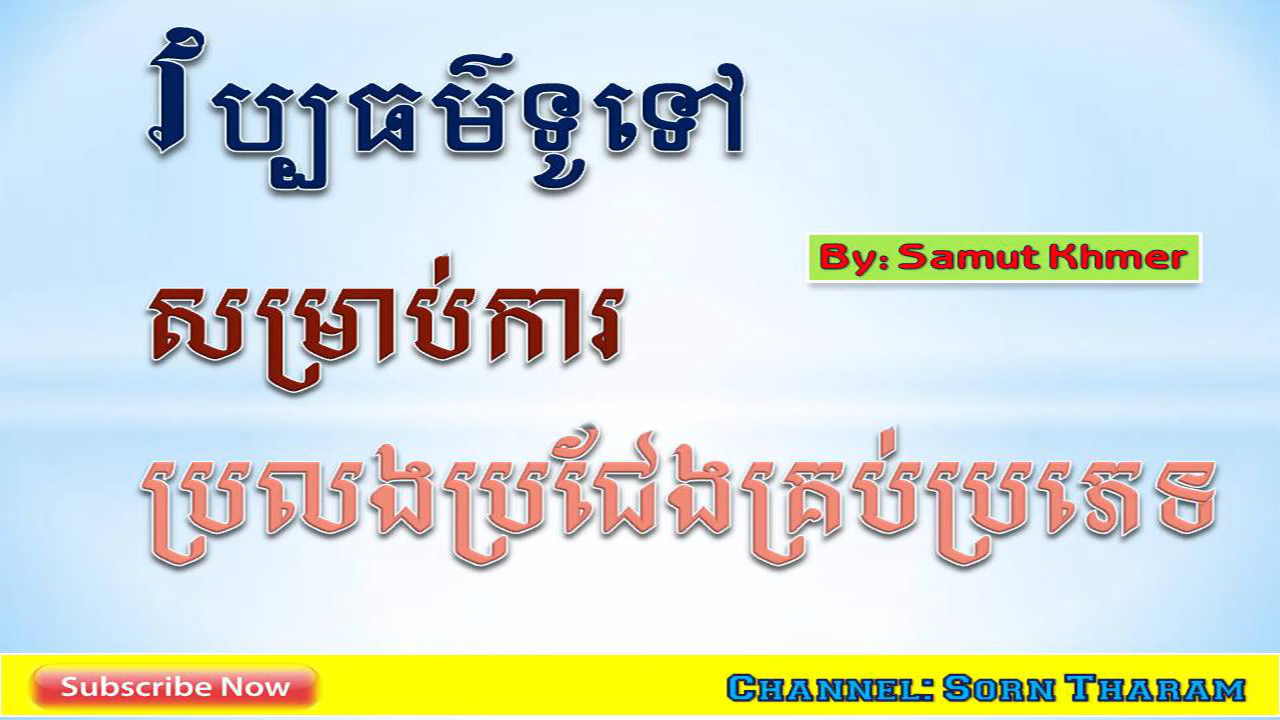 វប្បធម៌ទូទៅ
By: Samut Khmer
សម្រាប់ការ
ប្រលងប្រជែងគ្រប់ប្រភេទ
Subscribe Now
Channel: Sorn Tharam